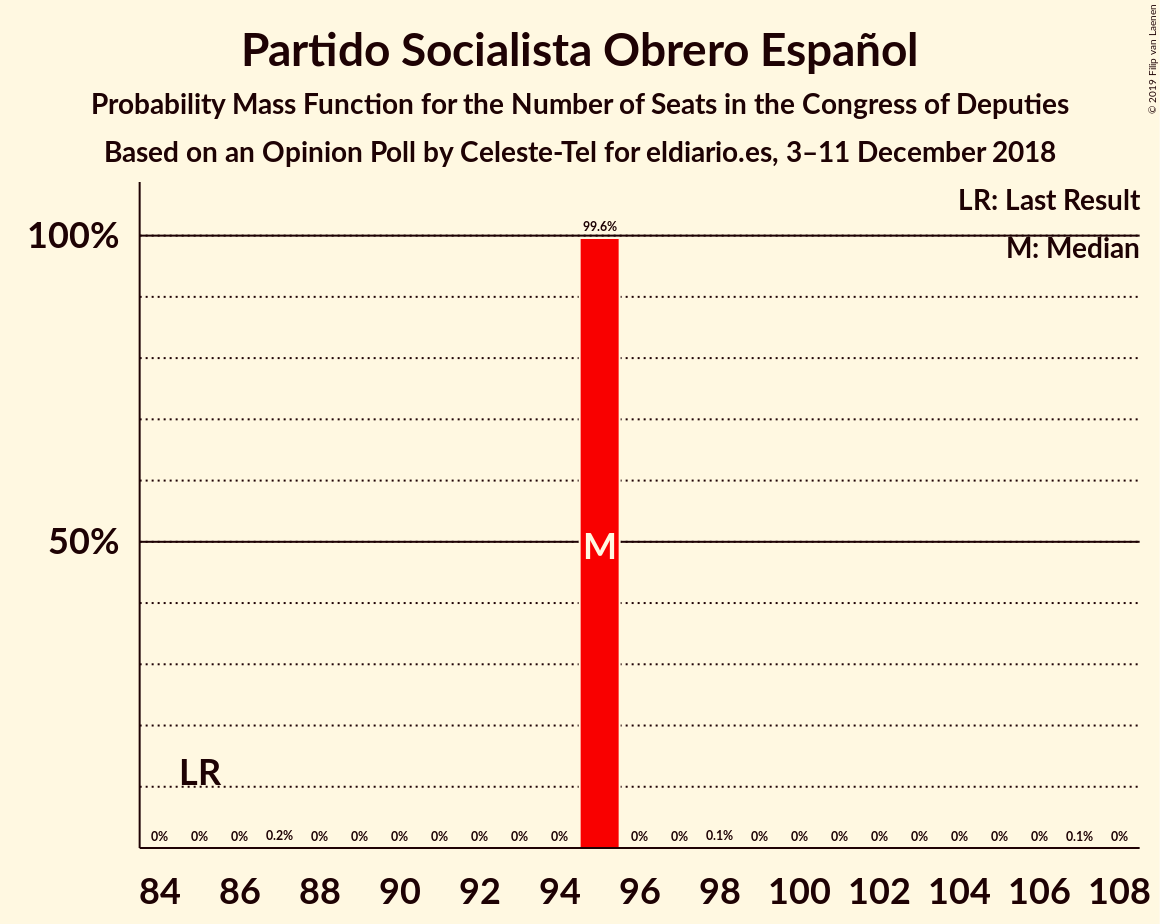 Partido Socialista Obrero Español
Probability Mass Function for the Number of Seats in the Congress of Deputies
Based on an Opinion Poll by Celeste-Tel for eldiario.es, 3–11 December 2018
© 2019 Filip van Laenen
LR: Last Result
M: Median
100%
50%
99.6%
M
LR
0% 0% 0% 0.2% 0% 0% 0% 0% 0% 0% 0% 0% 0% 0.1% 0% 0% 0% 0% 0% 0% 0% 0% 0.1% 0%
84 86 88 90 92 94 96 98 100 102 104 106 108